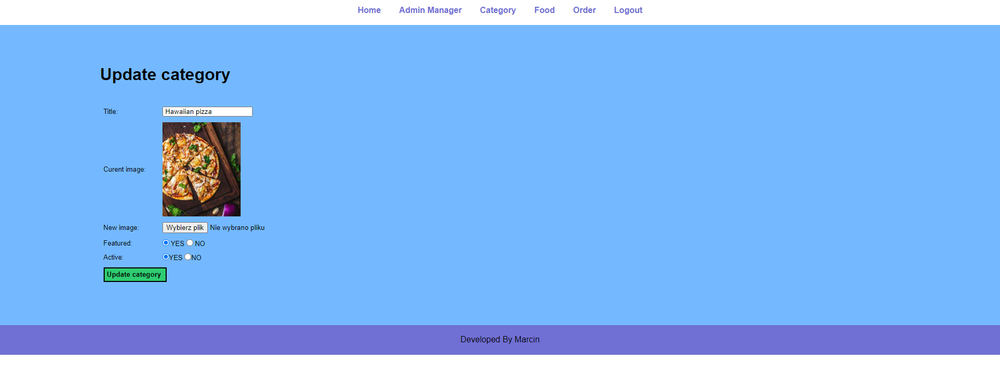 Home Admin Manager Category Food Order Logout
Update category
Title: Hawaiian pizza
Curent image:
New image: Wybierz plik Nie wybrano pliku
Featured: YES NO
Active: YES NO
Update category
Developed By Marcin